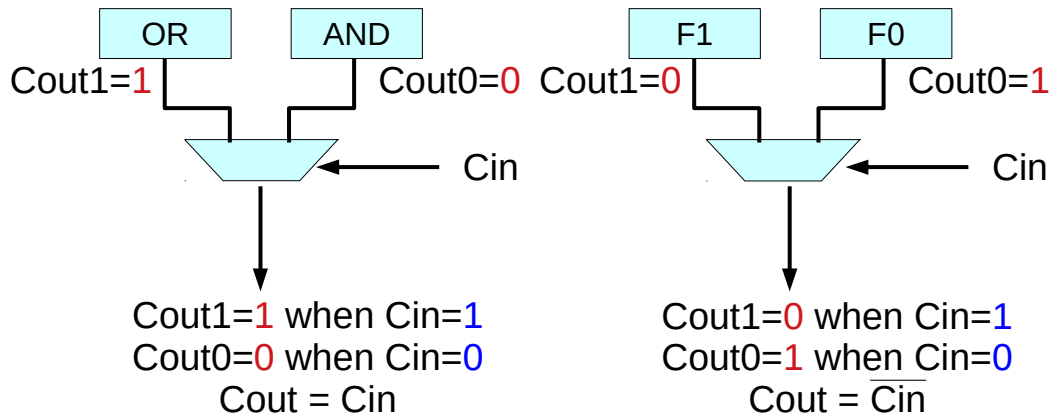 OR
AND
Cout1=1
Cout0=0
Cin
Cout1=1 when Cin=1
Cout0=0 when Cin=0
Cout = Cin
F1
F0
Cout1=0
Cout0=1
Cin
Cout1=0 when Cin=1
Cout0=1 when Cin=0
Cout = C̅i̅n̅